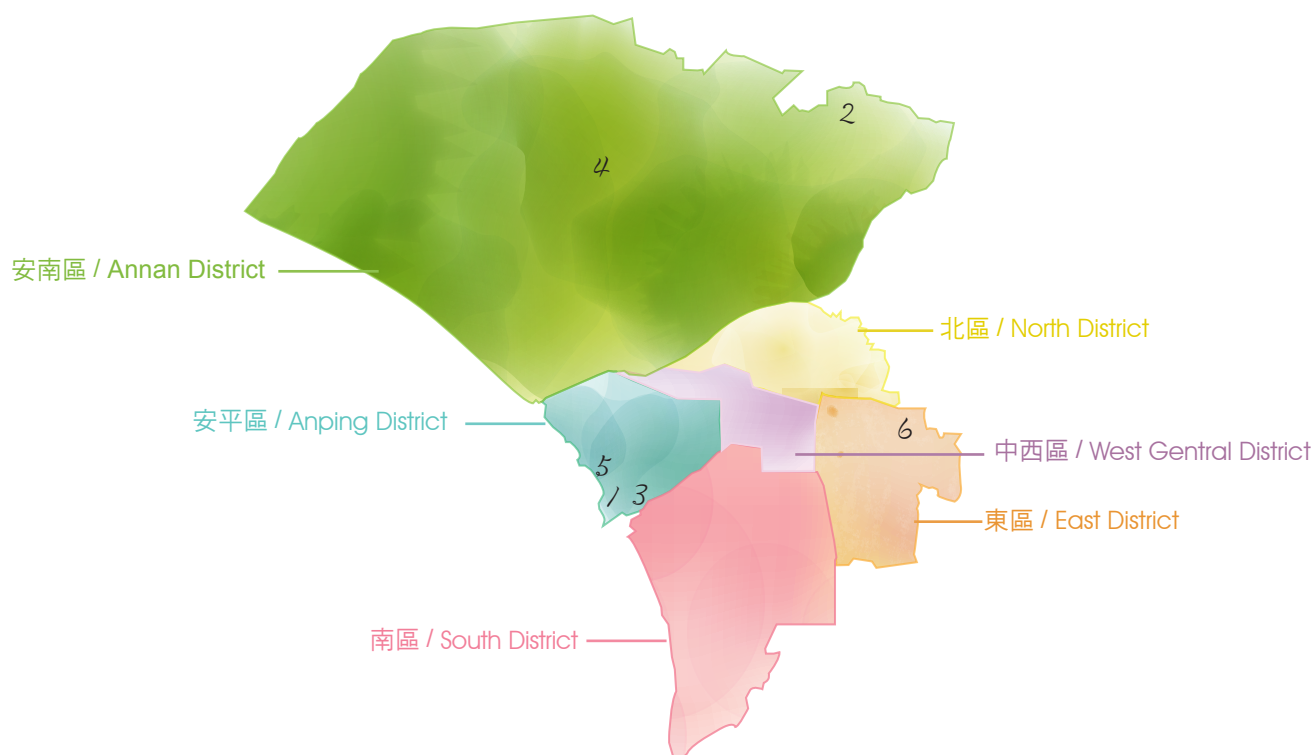 2
4
安南區 / Annan District
北區 / North District
安平區 / Anping District
6
中西區 / West Gentral District
5
1 3
東區 / East District
南區 / South District